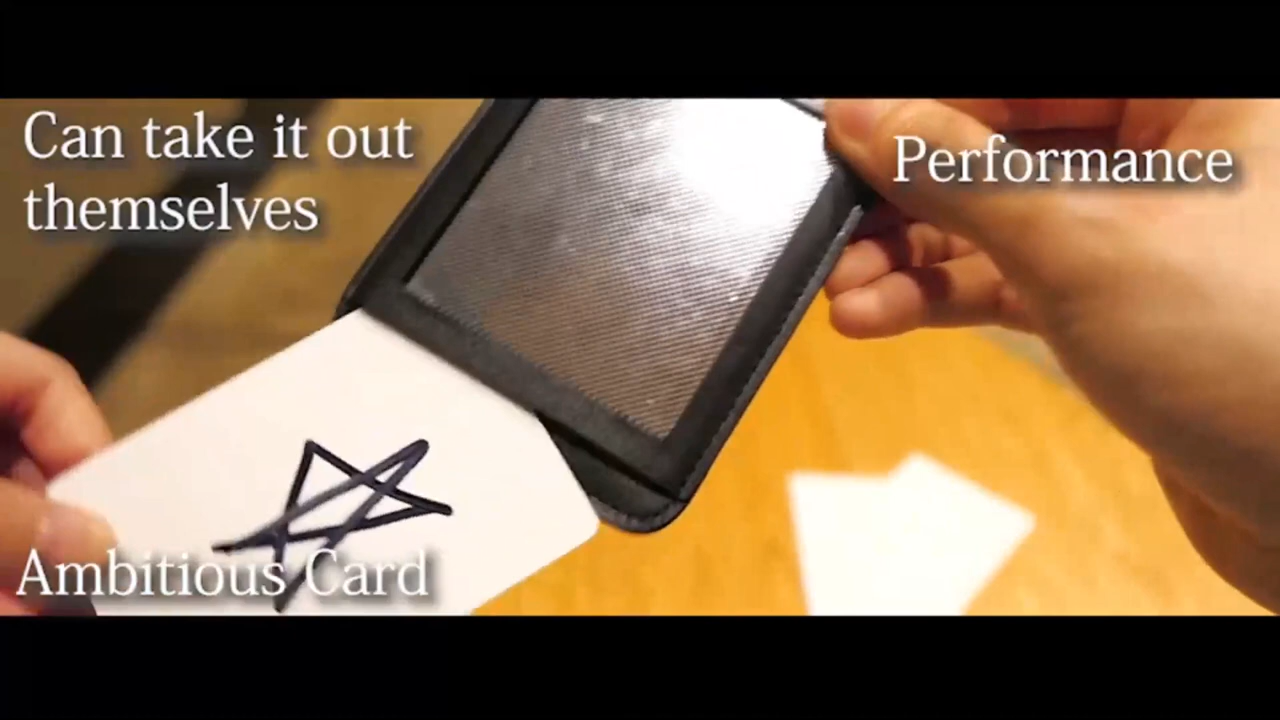 Can take it out
themselves
Performance
Ambitious Card